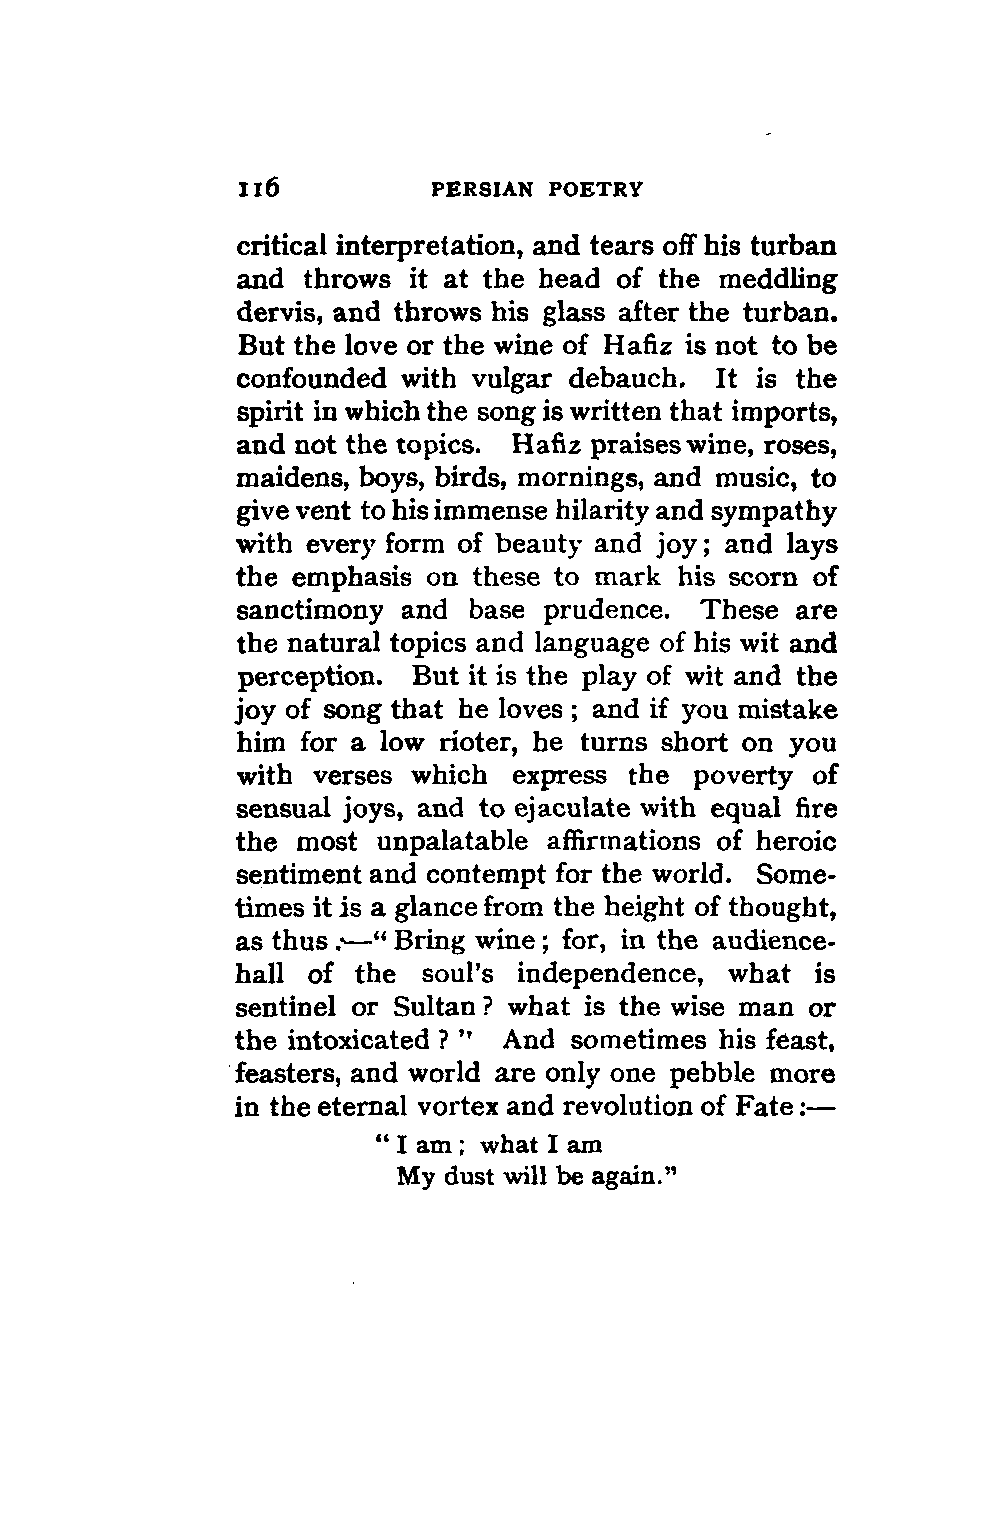 116 PERSIAN POETRY
critical interpretation, and tears off his turban
and throws it at the head of the meddling
dervis, and throws his glass after the turban.
But the love or the wine of Hafiz is not to be
confounded with vulgar debauch. It is the
spirit in which the song is written that imports,
and not the topics. Hafiz praises wine, roses,
maidens, boys, birds, mornings, and music, to
give vent to his immense hilarity and sympathy
with every form of beauty and joy; and lays
the emphasis on these to mark his scorn of
sanctimony and base prudence. These are
the natural topics and language of his wit and
perception. But it is the play of wit and the
joy of song that he loves; and if you mistake
him for a low rioter, he turns short on you
with verses which express the poverty of
sensual joys, and to ejaculate with equal fire
the most unpalatable affirmations of heroic
sentiment and contempt for the world. Some-
times it is a glance from the height of thought,
as thus :—"Bring wine; for, in the audience-
hall of the soul's independence, what is
sentinel or Sultan? what is the wise man or
the intoxicated?" And sometimes his feast,
feasters, and world are only one pebble more
in the eternal vortex and revolution of Fate:—
"I am; what I am
My dust will be again."